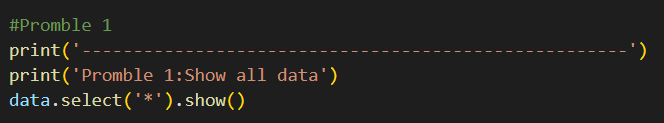 #Promble 1
print('-----------------------------------------------------')
print('Promble 1:Show all data')
data.select('*').show()